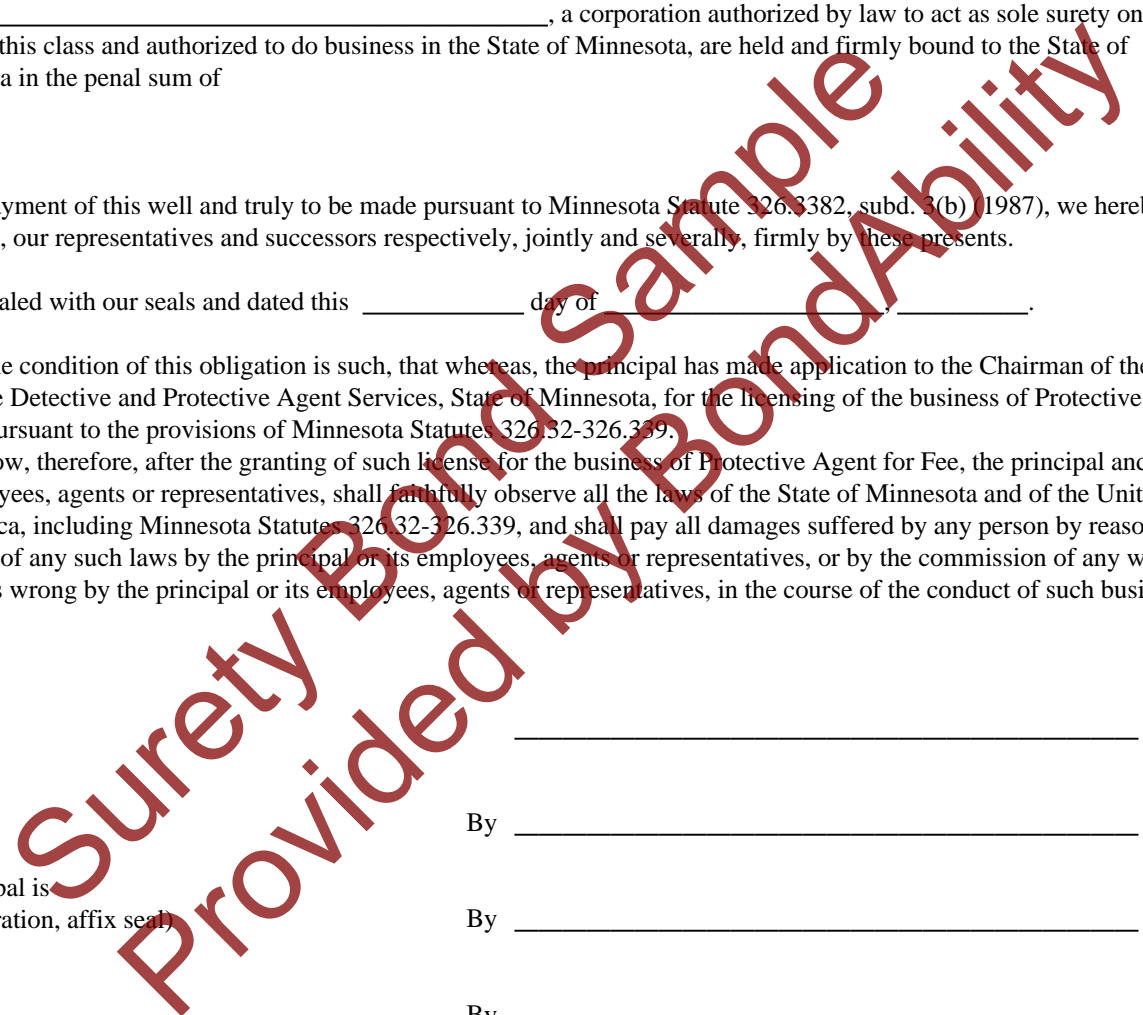 ____________________, a corporation authorized by law to act as sole surety on
this class and authorized to do business in the State of Minnesota, are held and firmly bound to the State of
a in the penal sum of
yment of this well and truly to be made pursuant to Minnesota Statute 326.3382, subd. 3(b) (1987), we hereb
, our representatives and successors respectively, jointly and severally, firmly by these presents.
aled with our seals and dated this __________ day of __________________, ________.
e condition of this obligation is such, that whereas, the principal has made application to the Chairman of the
e Detective and Protective Agent Services, State of Minnesota, for the licensing of the business of Protective
ursuant to the provisions of Minnesota Statutes 326.32-326.339.
ow, therefore, after the granting of such license for the business of Protective Agent for Fee, the principal and
yees, agents or representatives, shall faithfully observe all the laws of the State of Minnesota and of the Unit
ca, including Minnesota Statutes 326.32-326.339, and shall pay all damages suffered by any person by reaso
of any such laws by the principal or its employees, agents or representatives, or by the commission of any w
s wrong by the principal or its employees, agents or representatives, in the course of the conduct of such busi
By
pal is
ration, affix seal)
By
By
Surety Bond Sample
Provided by BondAbility